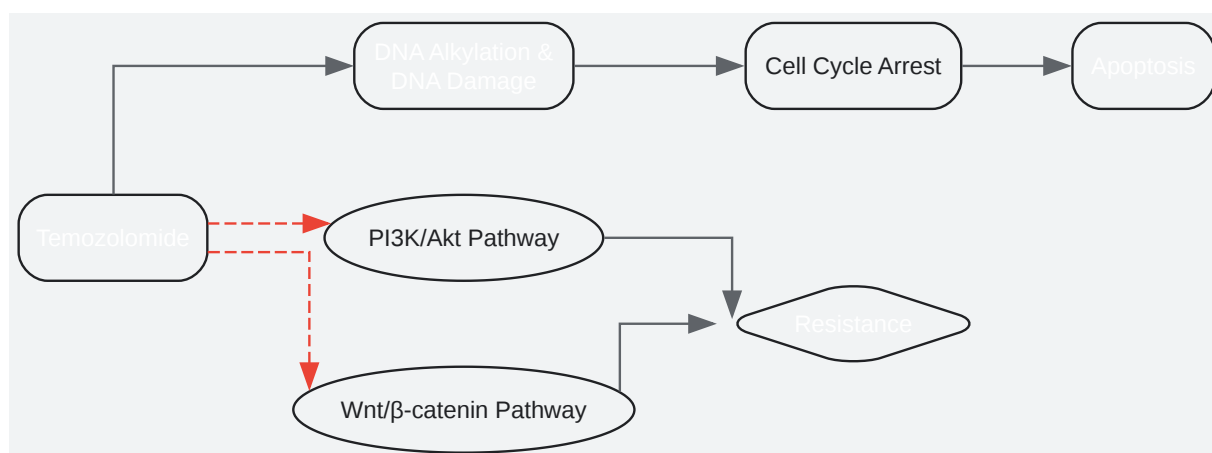 DNA Alkylation &
DNA Damage
Cell Cycle Arrest
Apoptosis
Temozolomide
PI3K/Akt Pathway
Resistance
Wnt/β-catenin Pathway